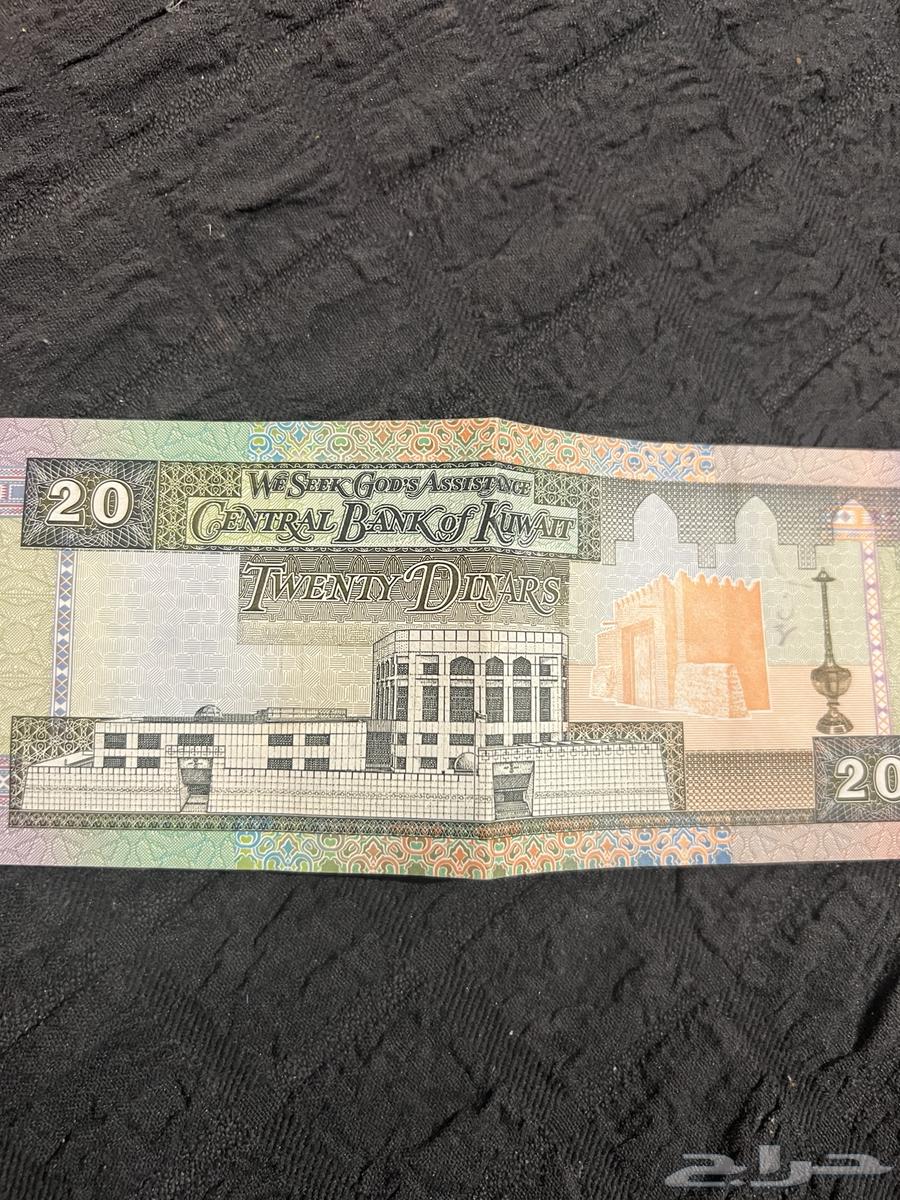 20
WE SEEK GOD'S ASSISTANCE
CENTRAL BANK of KUWAIT
TWENTY DINARS
20
حراج